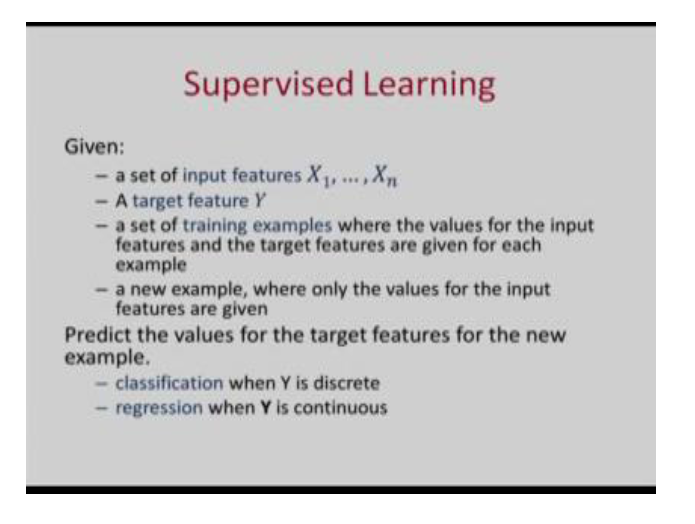 Supervised Learning
Given:
– a set of input features X₁, ..., Xₙ
– A target feature Y
– a set of training examples where the values for the input
features and the target features are given for each
example
– a new example, where only the values for the input
features are given
Predict the values for the target features for the new
example.
– classification when Y is discrete
– regression when Y is continuous